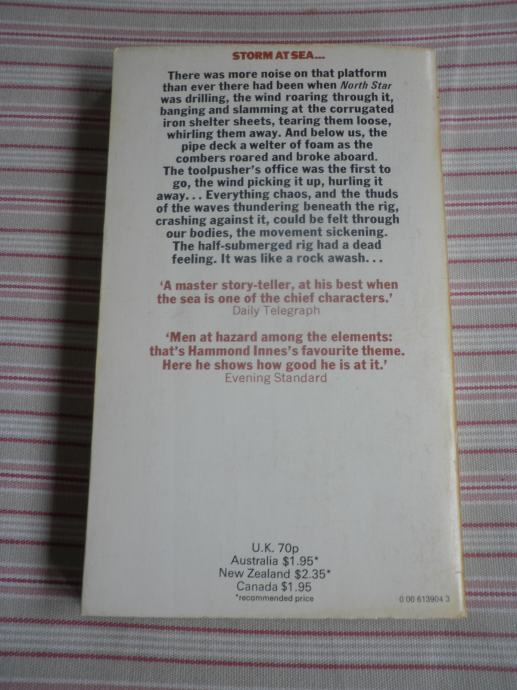 STORM AT SEA...
There was more noise on that platform
than ever there had been when North Star
was drilling, the wind roaring through it,
banging and slamming at the corrugated
iron shelter sheets, tearing them loose,
whirling them away. And below us, the
pipe deck a welter of foam as the
combers roared and broke aboard.
The toolpusher's office was the first to
go, the wind picking it up, hurling it
away... Everything chaos, and the thuds
of the waves thundering beneath the rig,
crashing against it, could be felt through
our bodies, the movement sickening.
The half-submerged rig had a dead
feeling. It was like a rock awash...
'A master story-teller, at his best when
the sea is one of the chief characters.'
Daily Telegraph
'Men at hazard among the elements:
that's Hammond Innes's favourite theme.
Here he shows how good he is at it.'
Evening Standard
U.K. 70p
Australia $1.95*
New Zealand $2.35*
Canada $1.95
*recommended price
0 00 613904 3